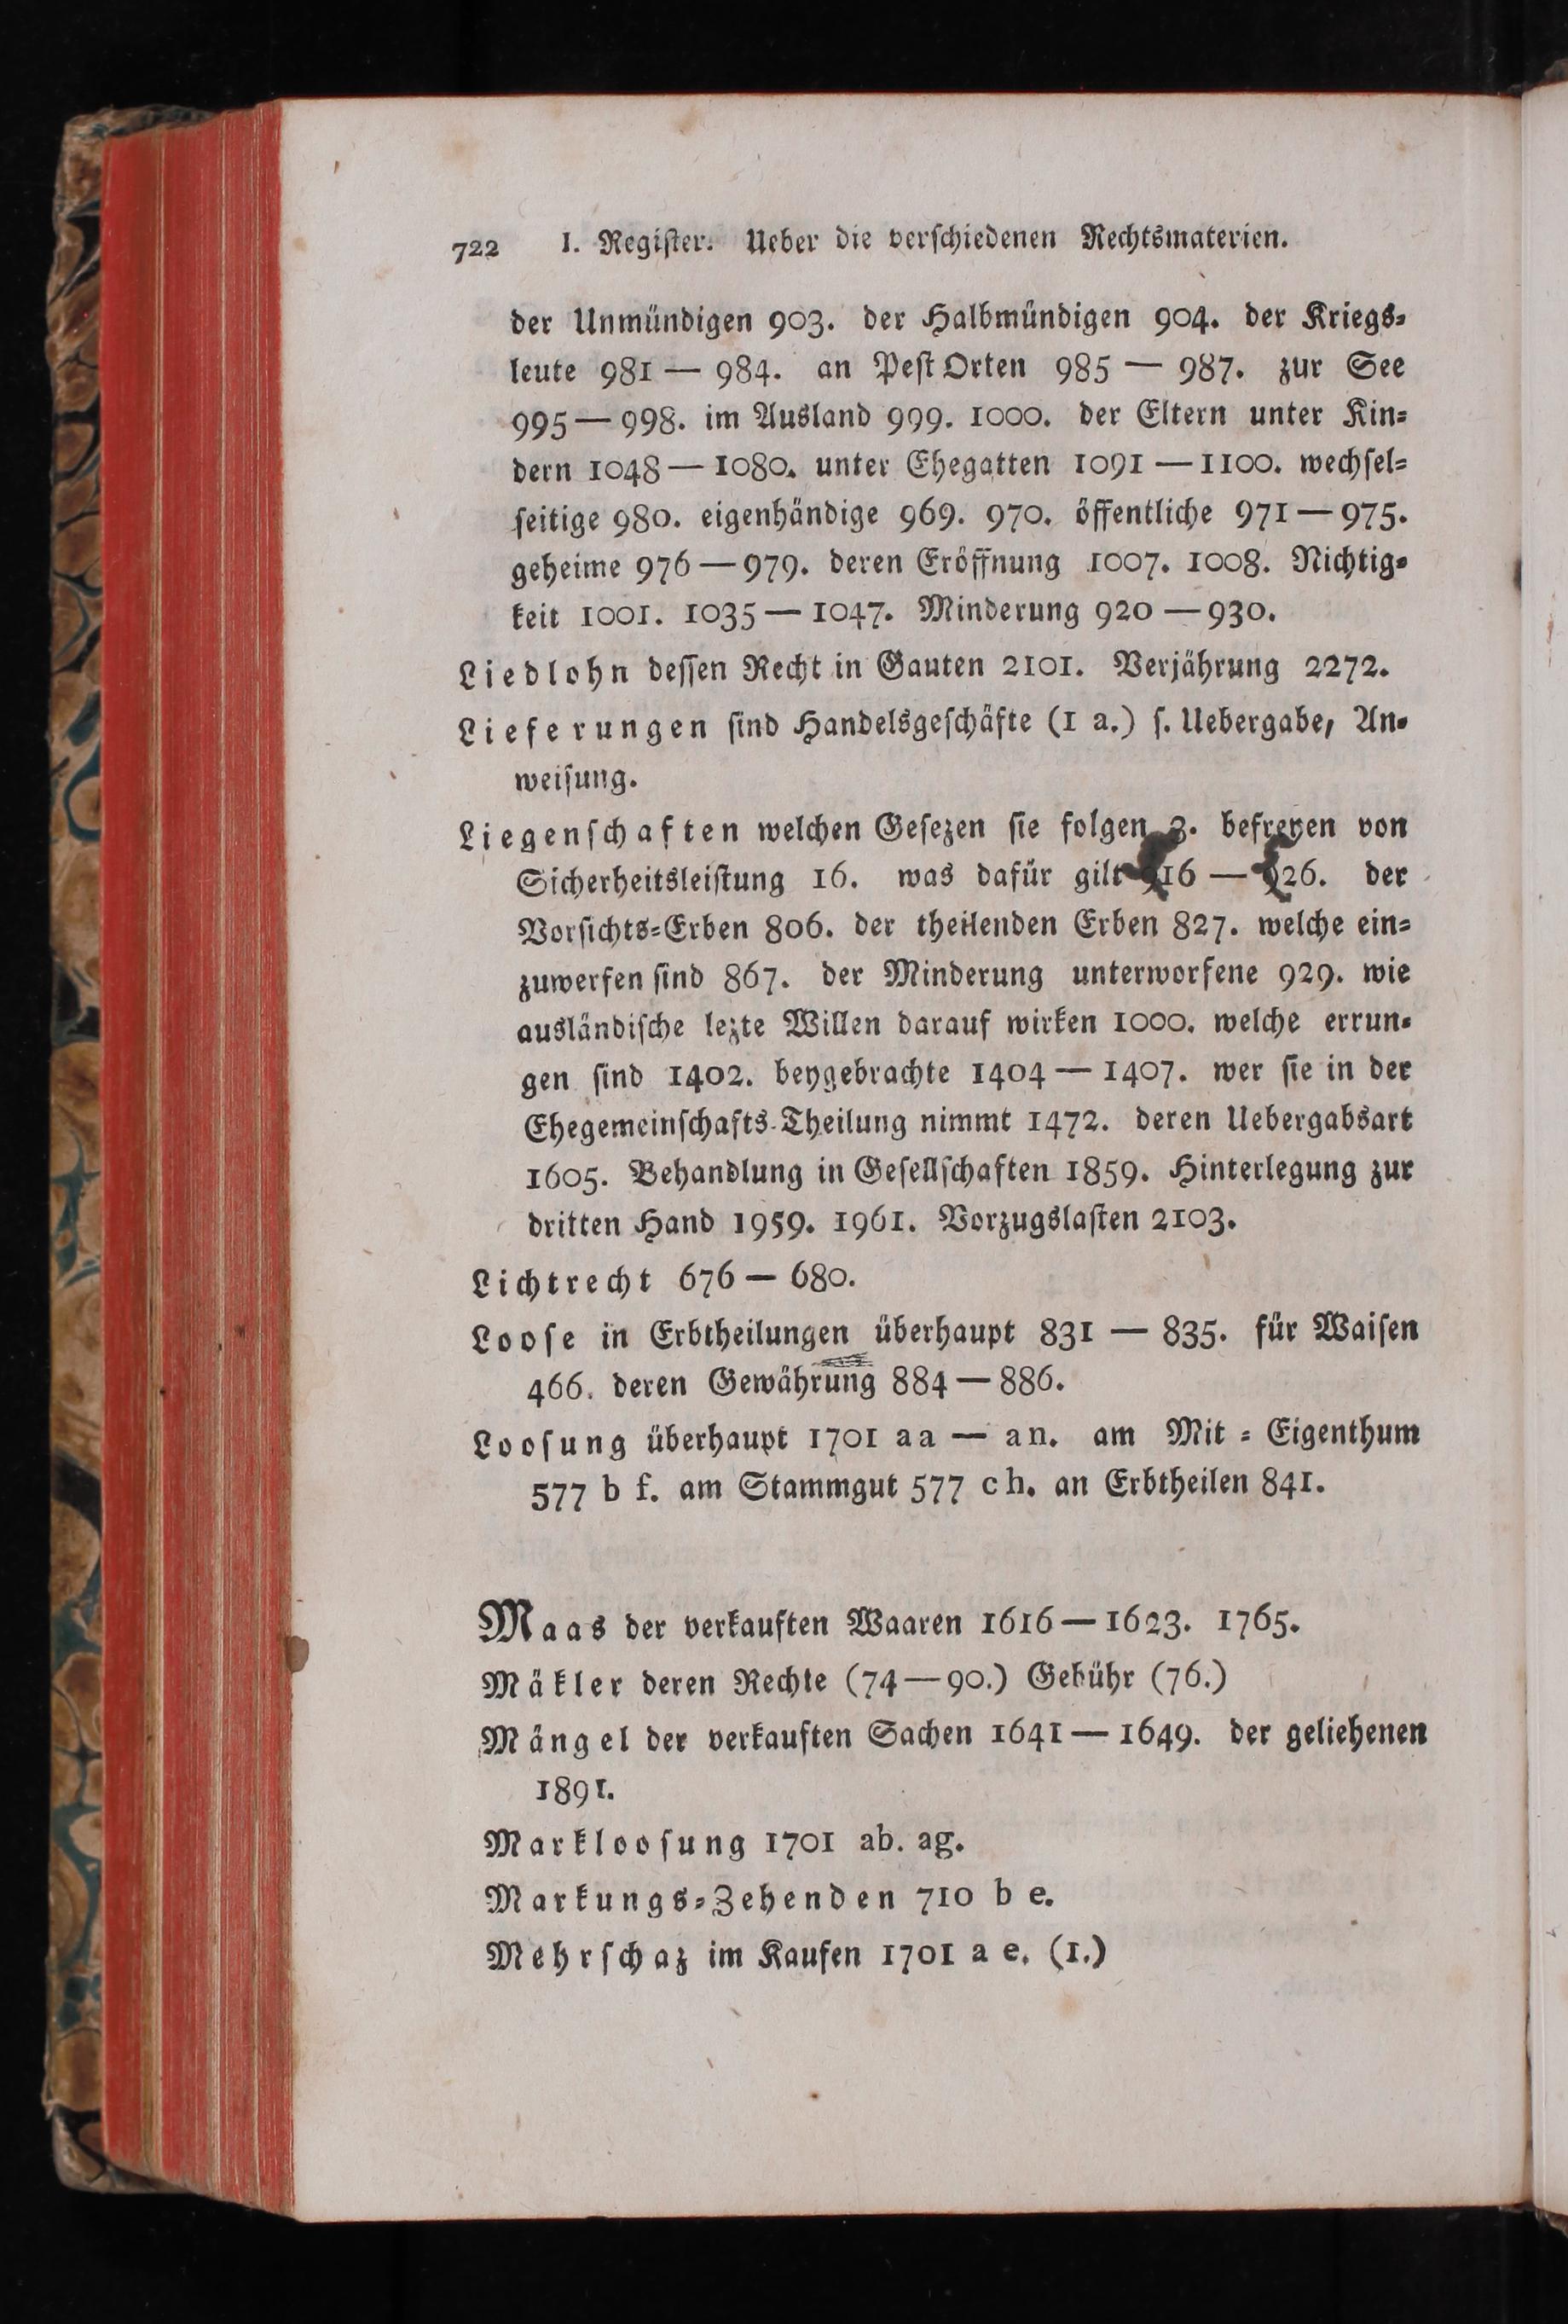 722 I. Register. Ueber die verschiedenen Rechtsmaterien.
der Unmündigen 903. der Halbmündigen 904. der Kriegs-
leute 981 — 984. an Pest Orten 985 — 987. zur See
995 — 998. im Ausland 999. 1000. der Eltern unter Kin-
dern 1048 — 1080. unter Ehegatten 1091 — 1100. wechsel-
seitige 980. eigenhändige 969. 970. öffentliche 971 — 975.
geheime 976 — 979. deren Eröffnung 1007. 1008. Nichtig-
keit 1001. 1035 — 1047. Minderung 920 — 930.
Liedlohn dessen Recht in Gauten 2101. Verjährung 2272.
Lieferungen sind Handelsgeschäfte (1 a.) s. Uebergabe, An-
weisung.
Liegenschaften welchen Gesezen sie folgen 3. befreyen von
Sicherheitsleistung 16. was dafür gilt — der
Vorsichts-Erben 806. der theilenden Erben 827. welche ein-
zuwerfen sind 867. der Minderung unterworfene 929. wie
ausländische lezte Willen darauf wirken 1000. welche errun-
gen sind 1402. beygebrachte 1404 — 1407. wer sie in der
Ehegemeinschafts-Theilung nimmt 1472. deren Uebergabsart
1605. Behandlung in Gesellschaften 1859. Hinterlegung zur
dritten Hand 1959. 1961. Vorzugslasten 2103.
Lichtrecht 676 — 680.
Loose in Erbtheilungen überhaupt 831 — 835. für Waisen
466. deren Gewährung 884 — 886.
Loosung überhaupt 1701 a a — a n. am Mit-Eigenthum
577 b f. am Stammgut 577 c h. an Erbtheilen 841.
Maas der verkauften Waaren 1616 — 1623. 1765.
Mäkler deren Rechte (74 — 90.) Gebühr (76.)
Mängel der verkauften Sachen 1641 — 1649. der geliehenen
1891.
Markloosung 1701 ab. ag.
Markungs-Zehenden 710 b e.
Mehrschaz im Kaufen 1701 a e. (1.)